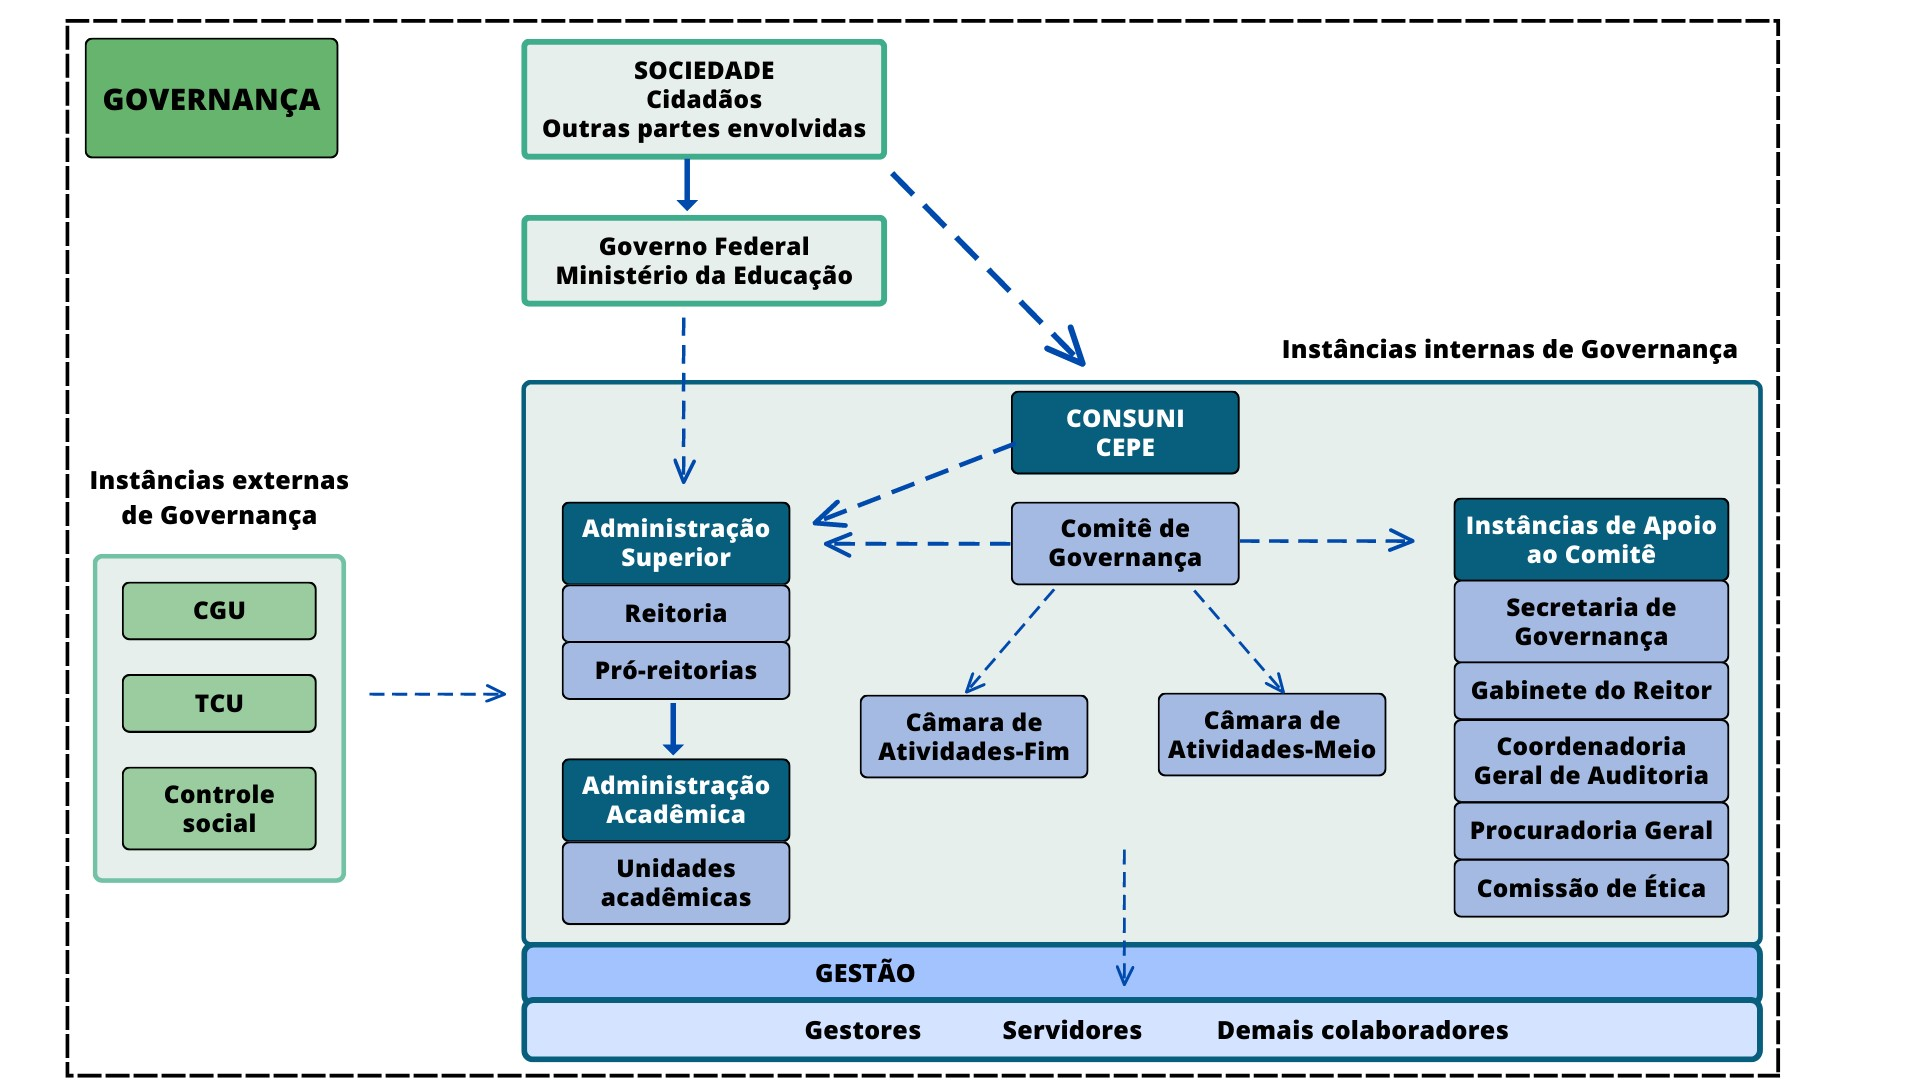 GOVERNANÇA
SOCIEDADE
Cidadãos
Outras partes envolvidas
Governo Federal
Ministério da Educação
Instâncias internas de Governança
CONSUNI
CEPE
Instâncias externas
de Governança
CGU
TCU
Controle
social
Administração
Superior
Reitoria
Pró-reitorias
Administração
Acadêmica
Unidades
acadêmicas
Comitê de
Governança
Câmara de
Atividades-Fim
Câmara de
Atividades-Meio
Instâncias de Apoio
ao Comitê
Secretaria de
Governança
Gabinete do Reitor
Coordenadoria
Geral de Auditoria
Procuradoria Geral
Comissão de Ética
GESTÃO
Gestores Servidores Demais colaboradores